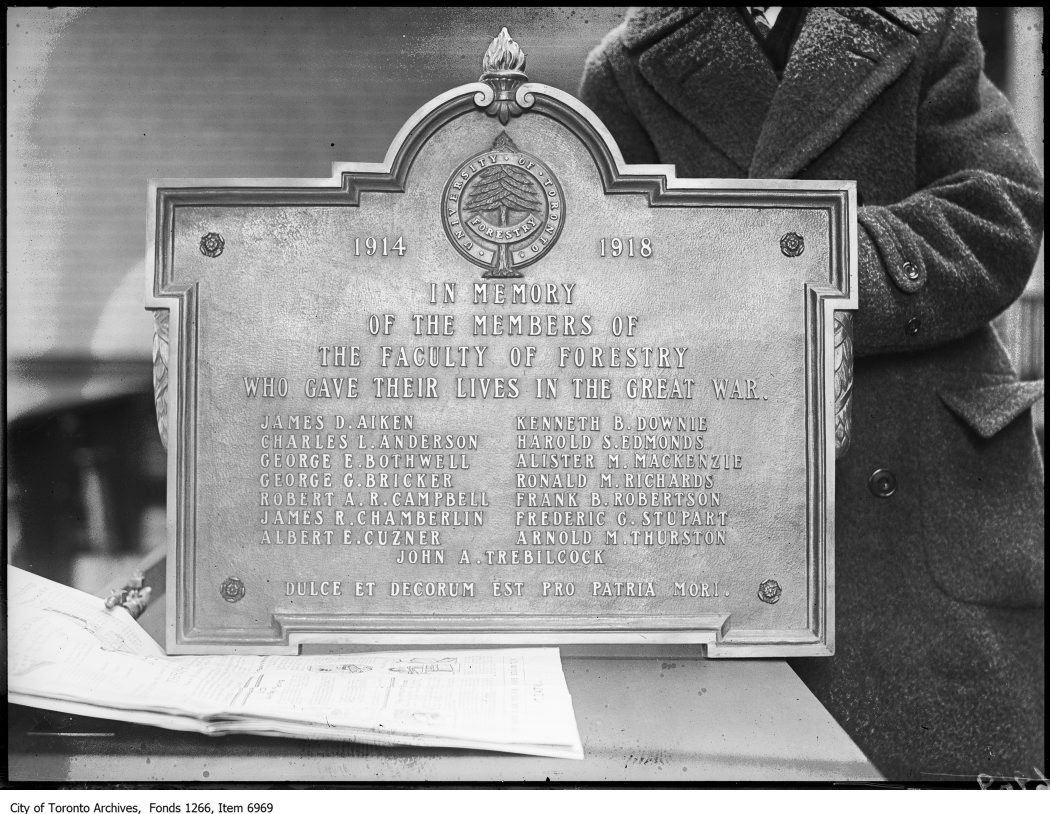 UNIVERSITY · OF · TORONTO
FORESTRY
1914 1918
IN MEMORY
OF THE MEMBERS OF
THE FACULTY OF FORESTRY
WHO GAVE THEIR LIVES IN THE GREAT WAR.
JAMES D. AIKEN KENNETH B. DOWNIE
CHARLES L. ANDERSON HAROLD S. EDMONDS
GEORGE E. BOTHWELL ALISTER M. MACKENZIE
GEORGE G. BRICKER RONALD M. RICHARDS
ROBERT A. R. CAMPBELL FRANK B. ROBERTSON
JAMES R. CHAMBERLIN FREDERIC G. STUPART
ALBERT E. CUZNER ARNOLD M. THURSTON
JOHN A. TREBILCOCK
DULCE ET DECORUM EST PRO PATRIA MORI.
City of Toronto Archives, Fonds 1266, Item 6969